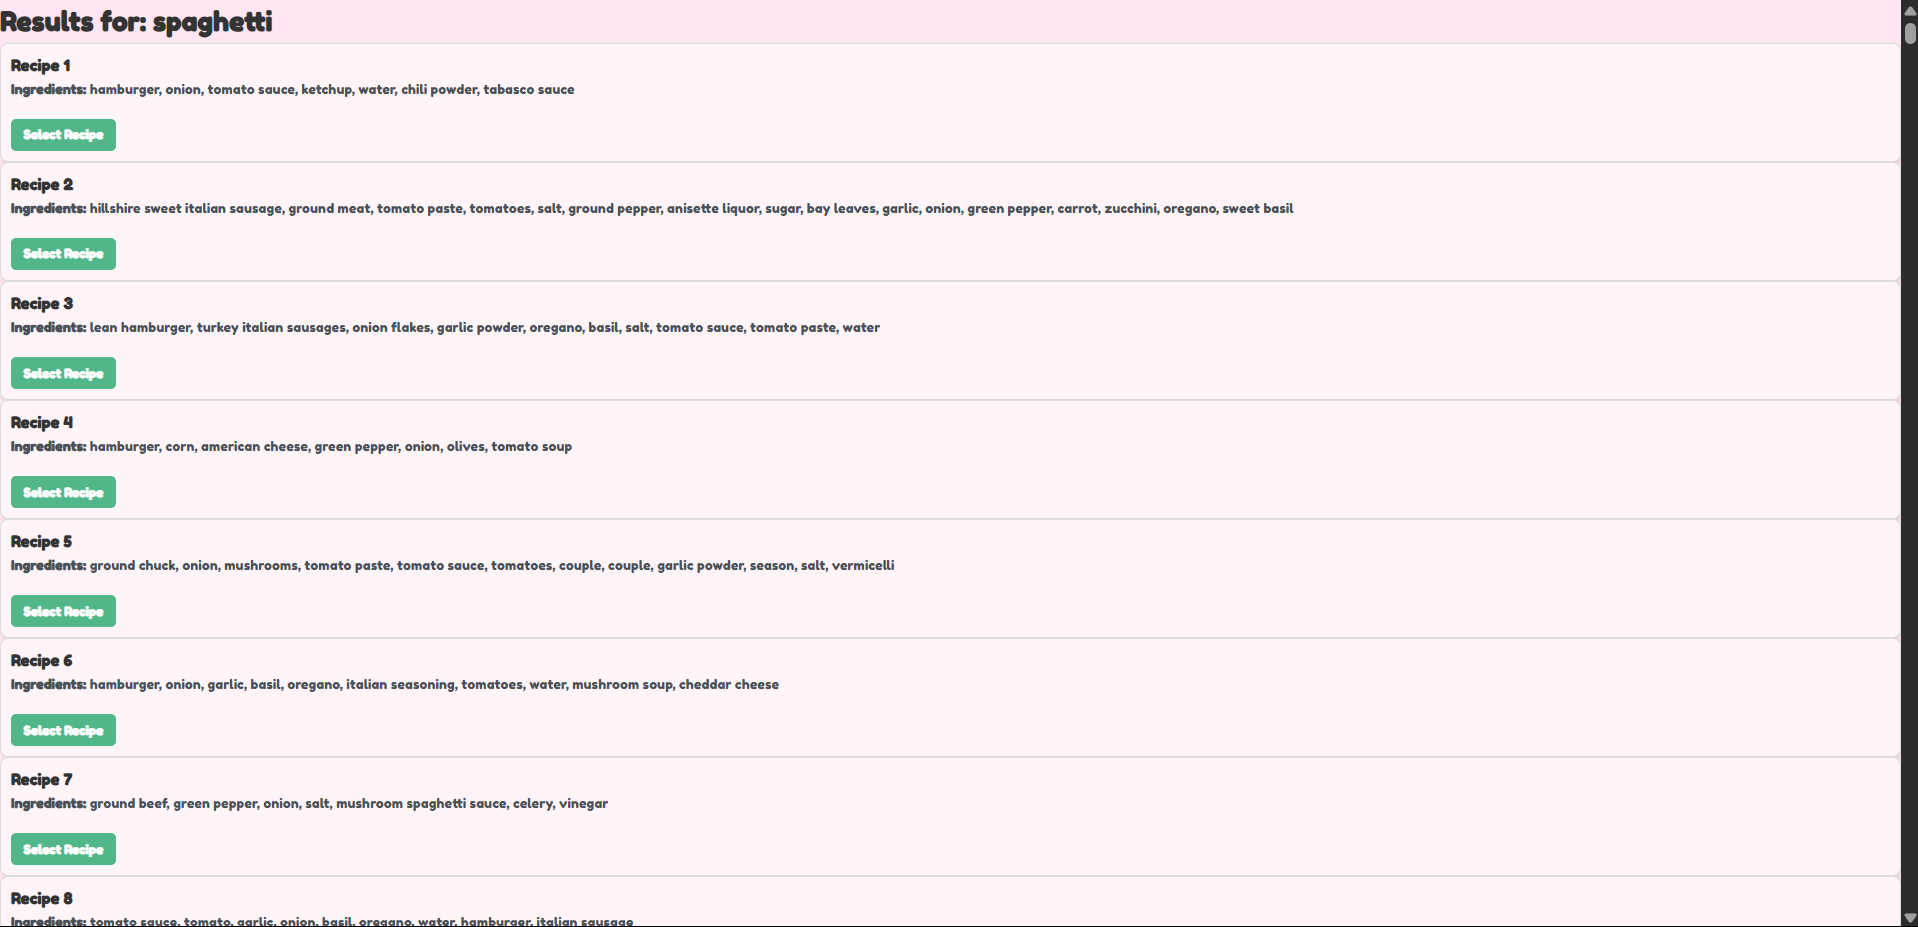 Results for: spaghetti
Recipe 1
Ingredients: hamburger, onion, tomato sauce, ketchup, water, chili powder, tabasco sauce
Select Recipe
Recipe 2
Ingredients: hillshire sweet italian sausage, ground meat, tomato paste, tomatoes, salt, ground pepper, anisette liquor, sugar, bay leaves, garlic, onion, green pepper, carrot, zucchini, oregano, sweet basil
Select Recipe
Recipe 3
Ingredients: lean hamburger, turkey italian sausages, onion flakes, garlic powder, oregano, basil, salt, tomato sauce, tomato paste, water
Select Recipe
Recipe 4
Ingredients: hamburger, corn, american cheese, green pepper, onion, olives, tomato soup
Select Recipe
Recipe 5
Ingredients: ground chuck, onion, mushrooms, tomato paste, tomato sauce, tomatoes, couple, couple, garlic powder, season, salt, vermicelli
Select Recipe
Recipe 6
Ingredients: hamburger, onion, garlic, basil, oregano, italian seasoning, tomatoes, water, mushroom soup, cheddar cheese
Select Recipe
Recipe 7
Ingredients: ground beef, green pepper, onion, salt, mushroom spaghetti sauce, celery, vinegar
Select Recipe
Recipe 8
Ingredients: tomato sauce, tomato, garlic, onion, basil, oregano, water, hamburger, italian sausage